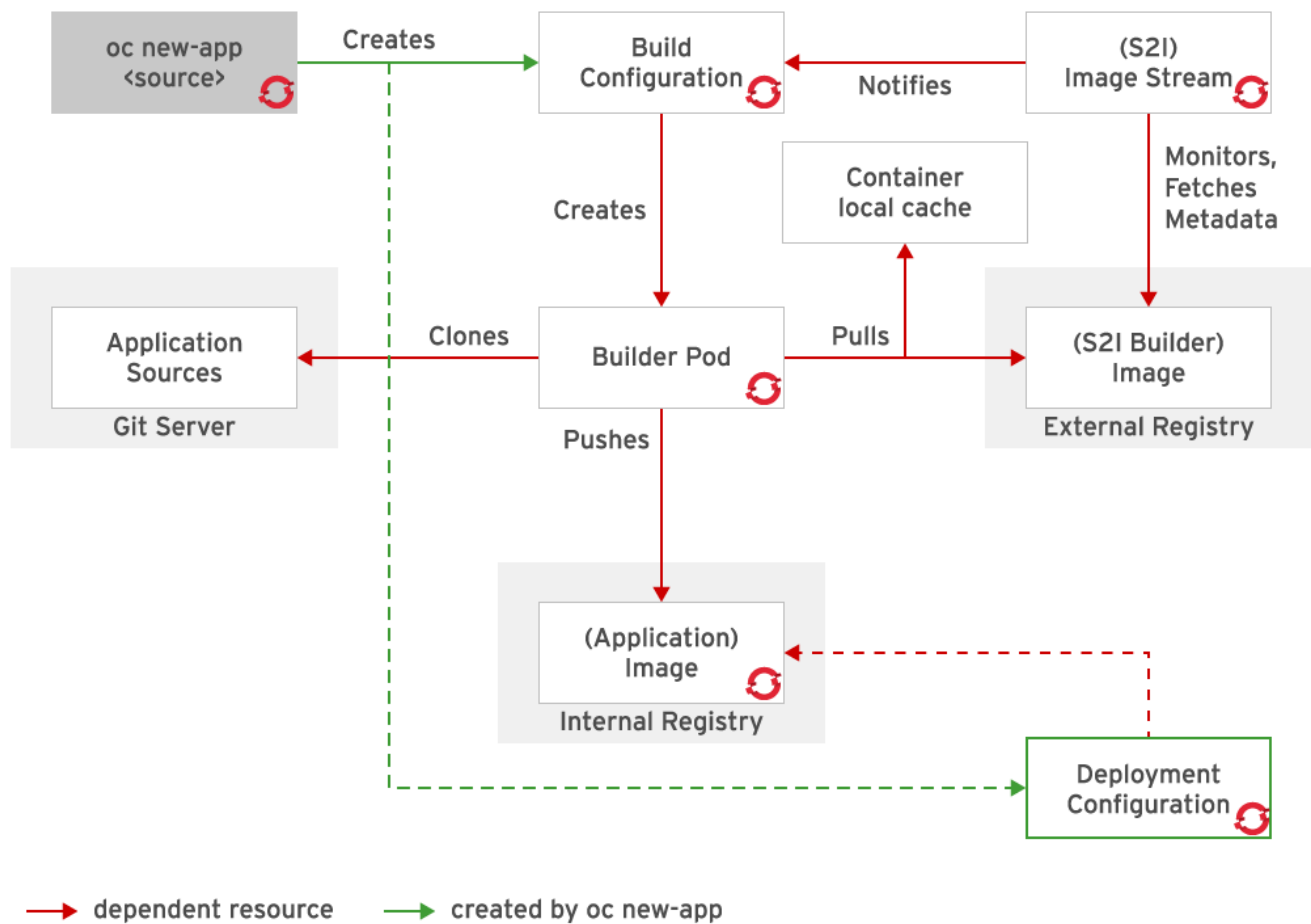 oc new-app
<source>
Creates
Build
Configuration
Notifies
(S2I)
Image Stream
Monitors,
Fetches
Metadata
Container
local cache
Creates
Application
Sources
Git Server
Clones
Builder Pod
Pulls
(S2I Builder)
Image
External Registry
Pushes
(Application)
Image
Internal Registry
Deployment
Configuration
dependent resource
created by oc new-app